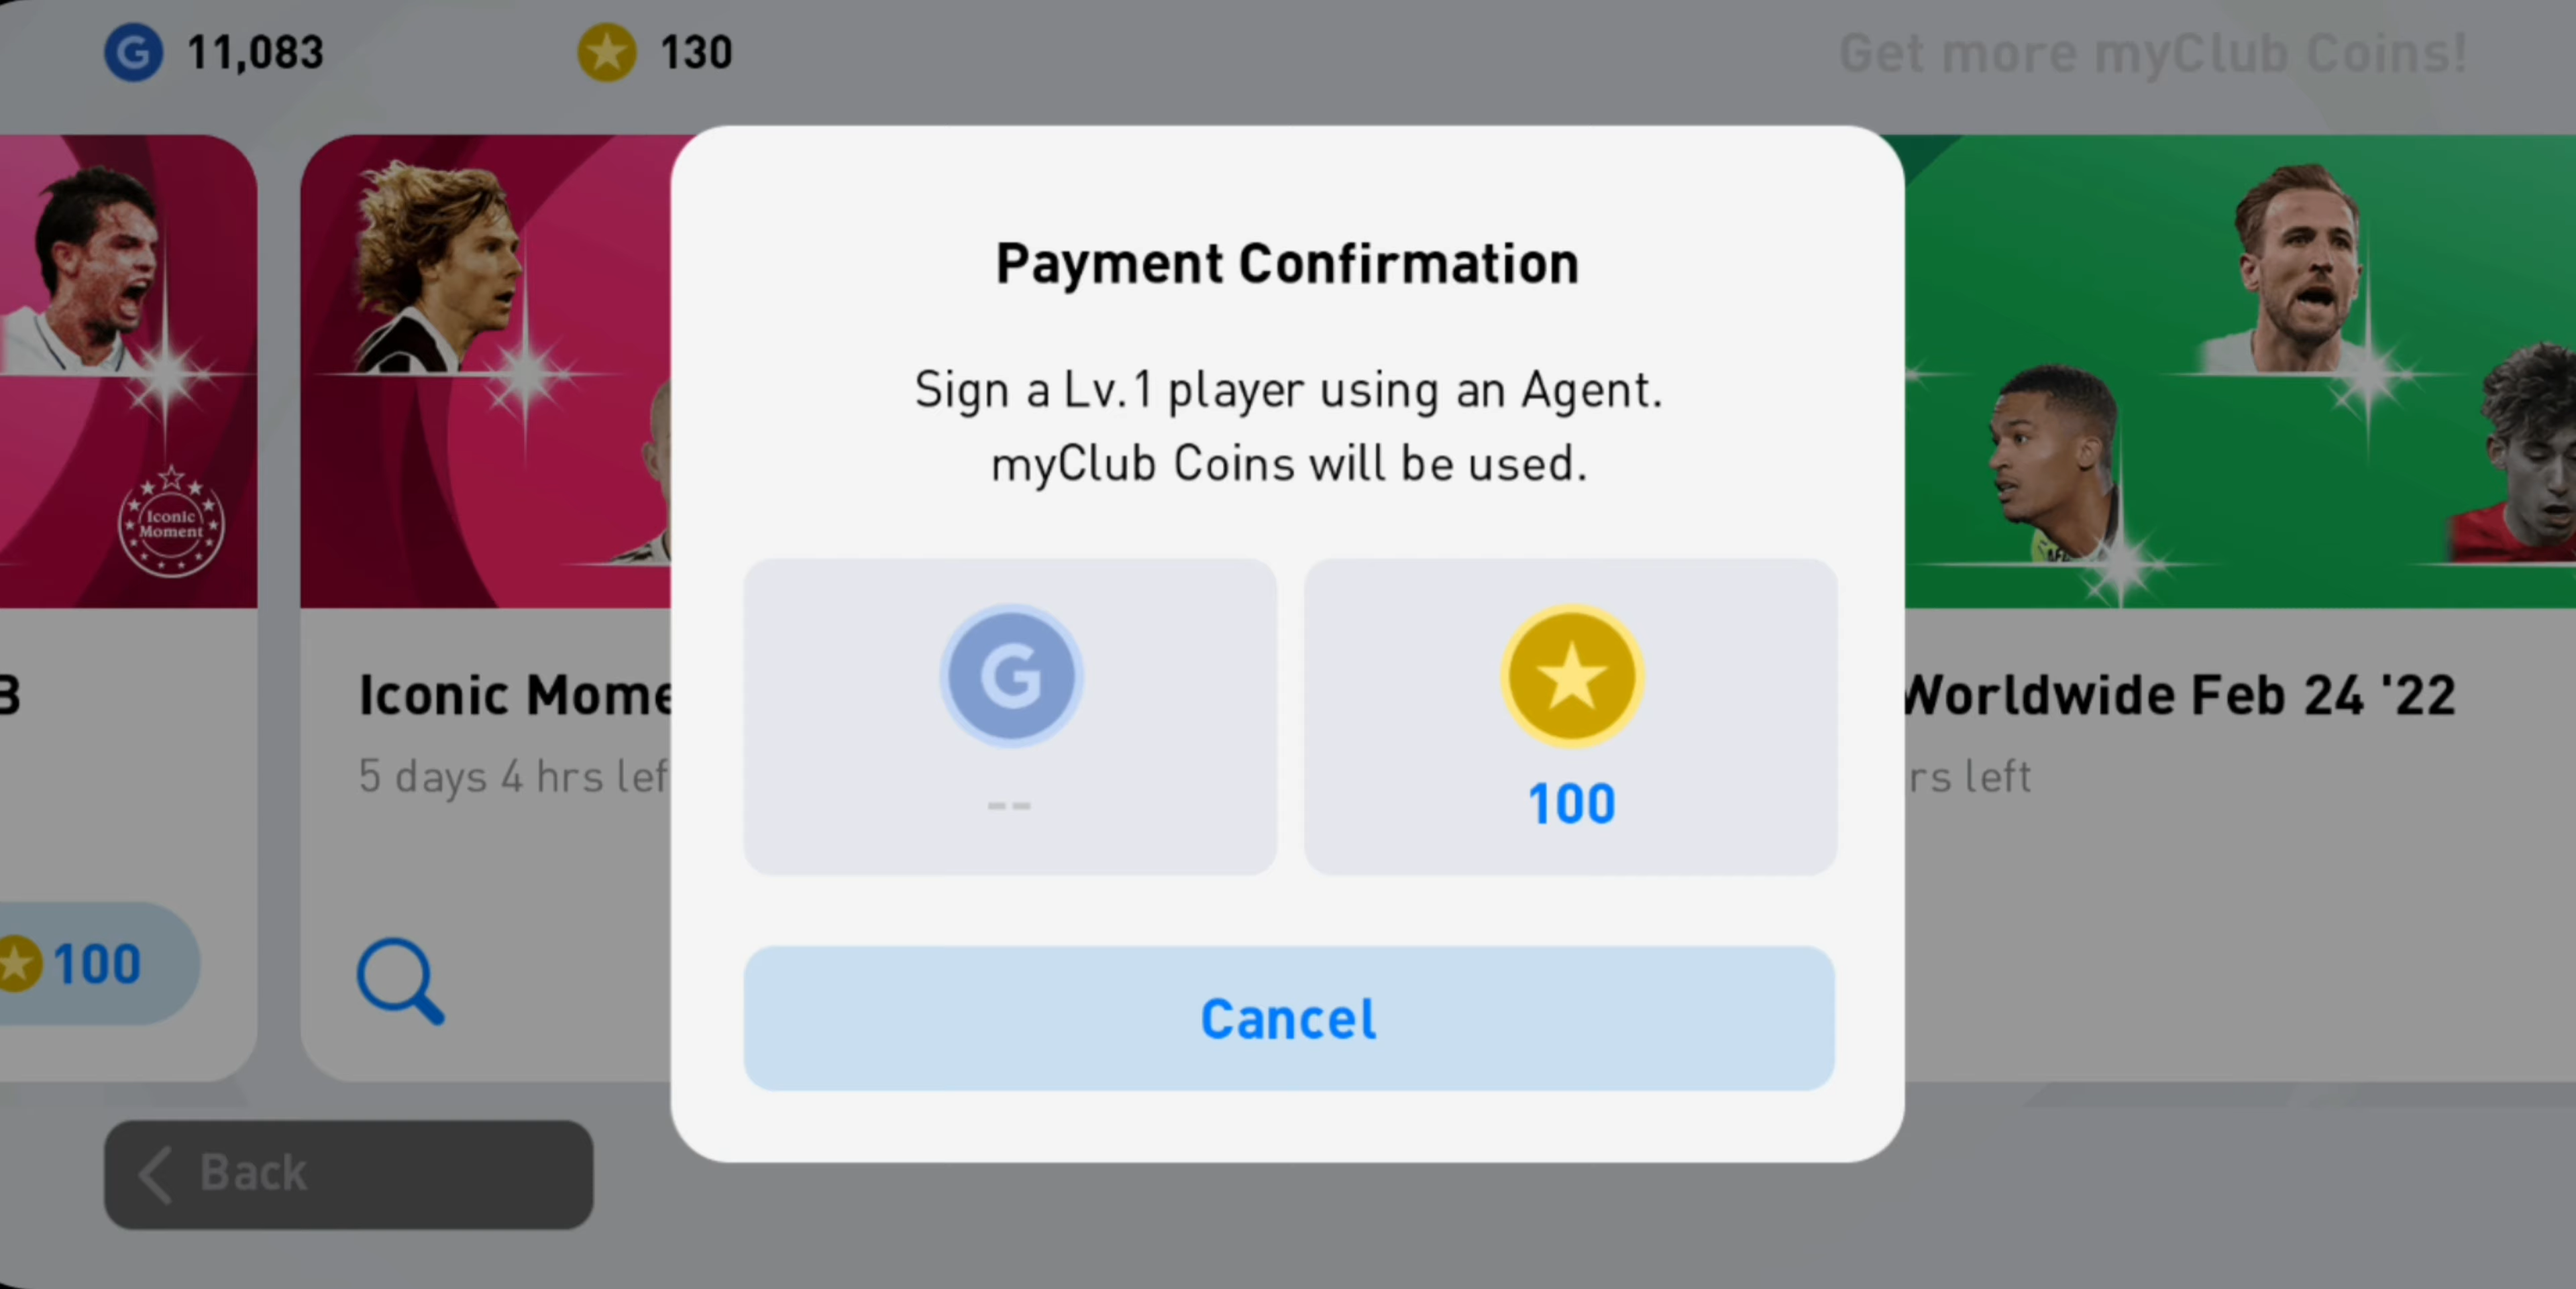 G 11,083
130
Get more myClub Coins!
Iconic
Moment
Payment Confirmation
Sign a Lv.1 player using an Agent.
myClub Coins will be used.
G
--
100
Cancel
B
Iconic Mome
5 days 4 hrs lef
Worldwide Feb 24 '22
rs left
100
Back